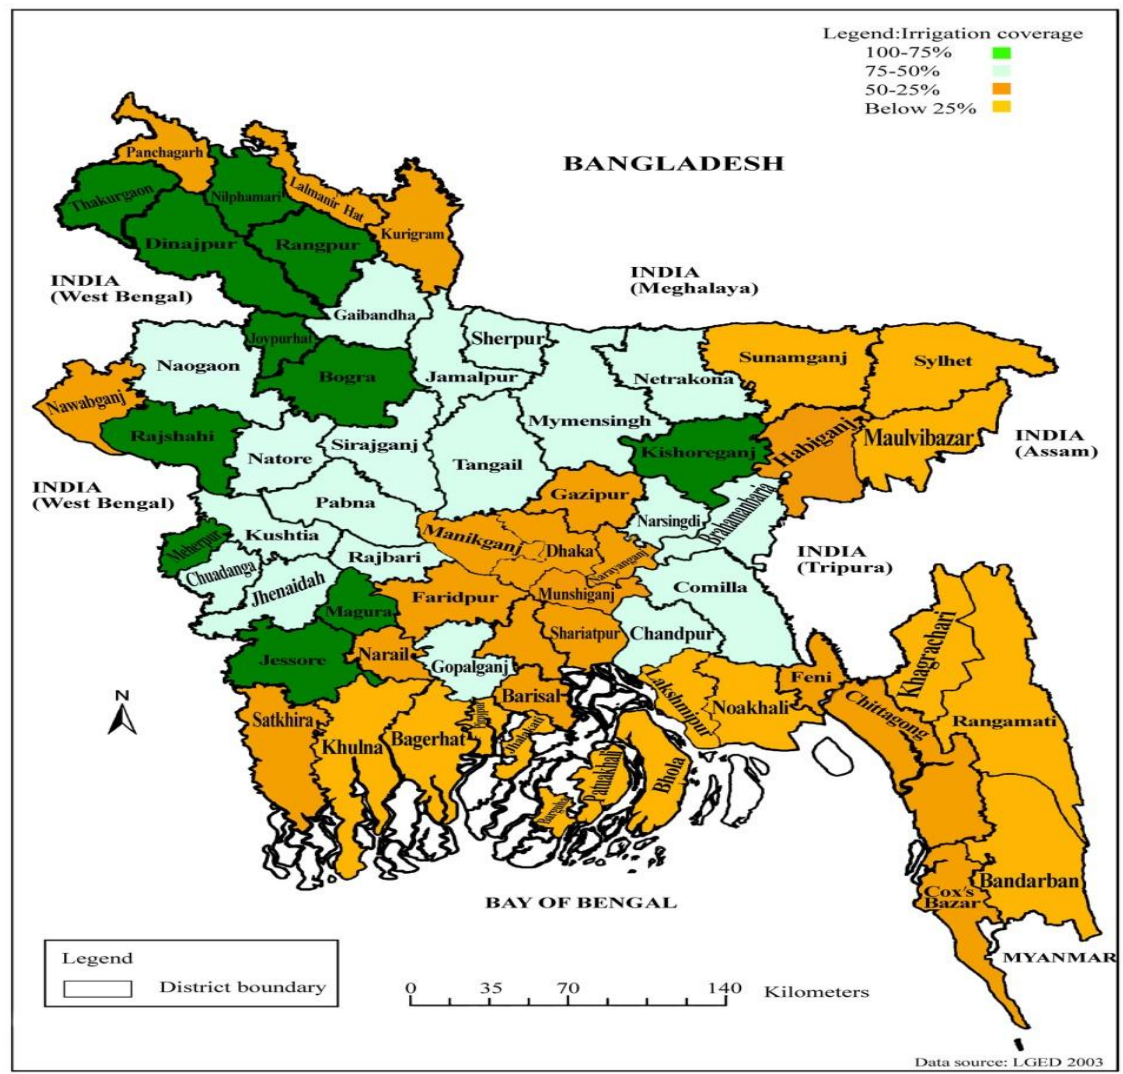 Legend:Irrigation coverage
100-75%
75-50%
50-25%
Below 25%
BANGLADESH
Panchagarh
Thakurgaon
Nilphamari
Lalmanir Hat
Dinajpur
Rangpur
Kurigram
INDIA
(West Bengal)
INDIA
(Meghalaya)
Gaibandha
Joypurhat
Sherpur
Naogaon
Bogra
Jamalpur
Netrakona
Sunamganj
Sylhet
Nawabganj
Rajshahi
Natore
Sirajganj
Tangail
Mymensingh
Kishoreganj
Habiganj
Maulvibazar
INDIA
(Assam)
INDIA
(West Bengal)
Pabna
Gazipur
Kushtia
Meherpur
Chuadanga
Jhenaidah
Rajbari
Manikganj
Dhaka
Narayanganj
Narsingdi
Brahamanbaria
INDIA
(Tripura)
Magura
Faridpur
Munshiganj
Comilla
Jessore
Narail
Gopalganj
Shariatpur
Chandpur
Khagrachari
Satkhira
Khulna
Bagerhat
Barisal
Jhalakati
Patuakhali
Bhola
Lakshmipur
Noakhali
Feni
Chittagong
Rangamati
N
Cox's
Bazar
Bandarban
BAY OF BENGAL
MYANMAR
Legend
District boundary
0 35 70 140 Kilometers
Data source: LGED 2003